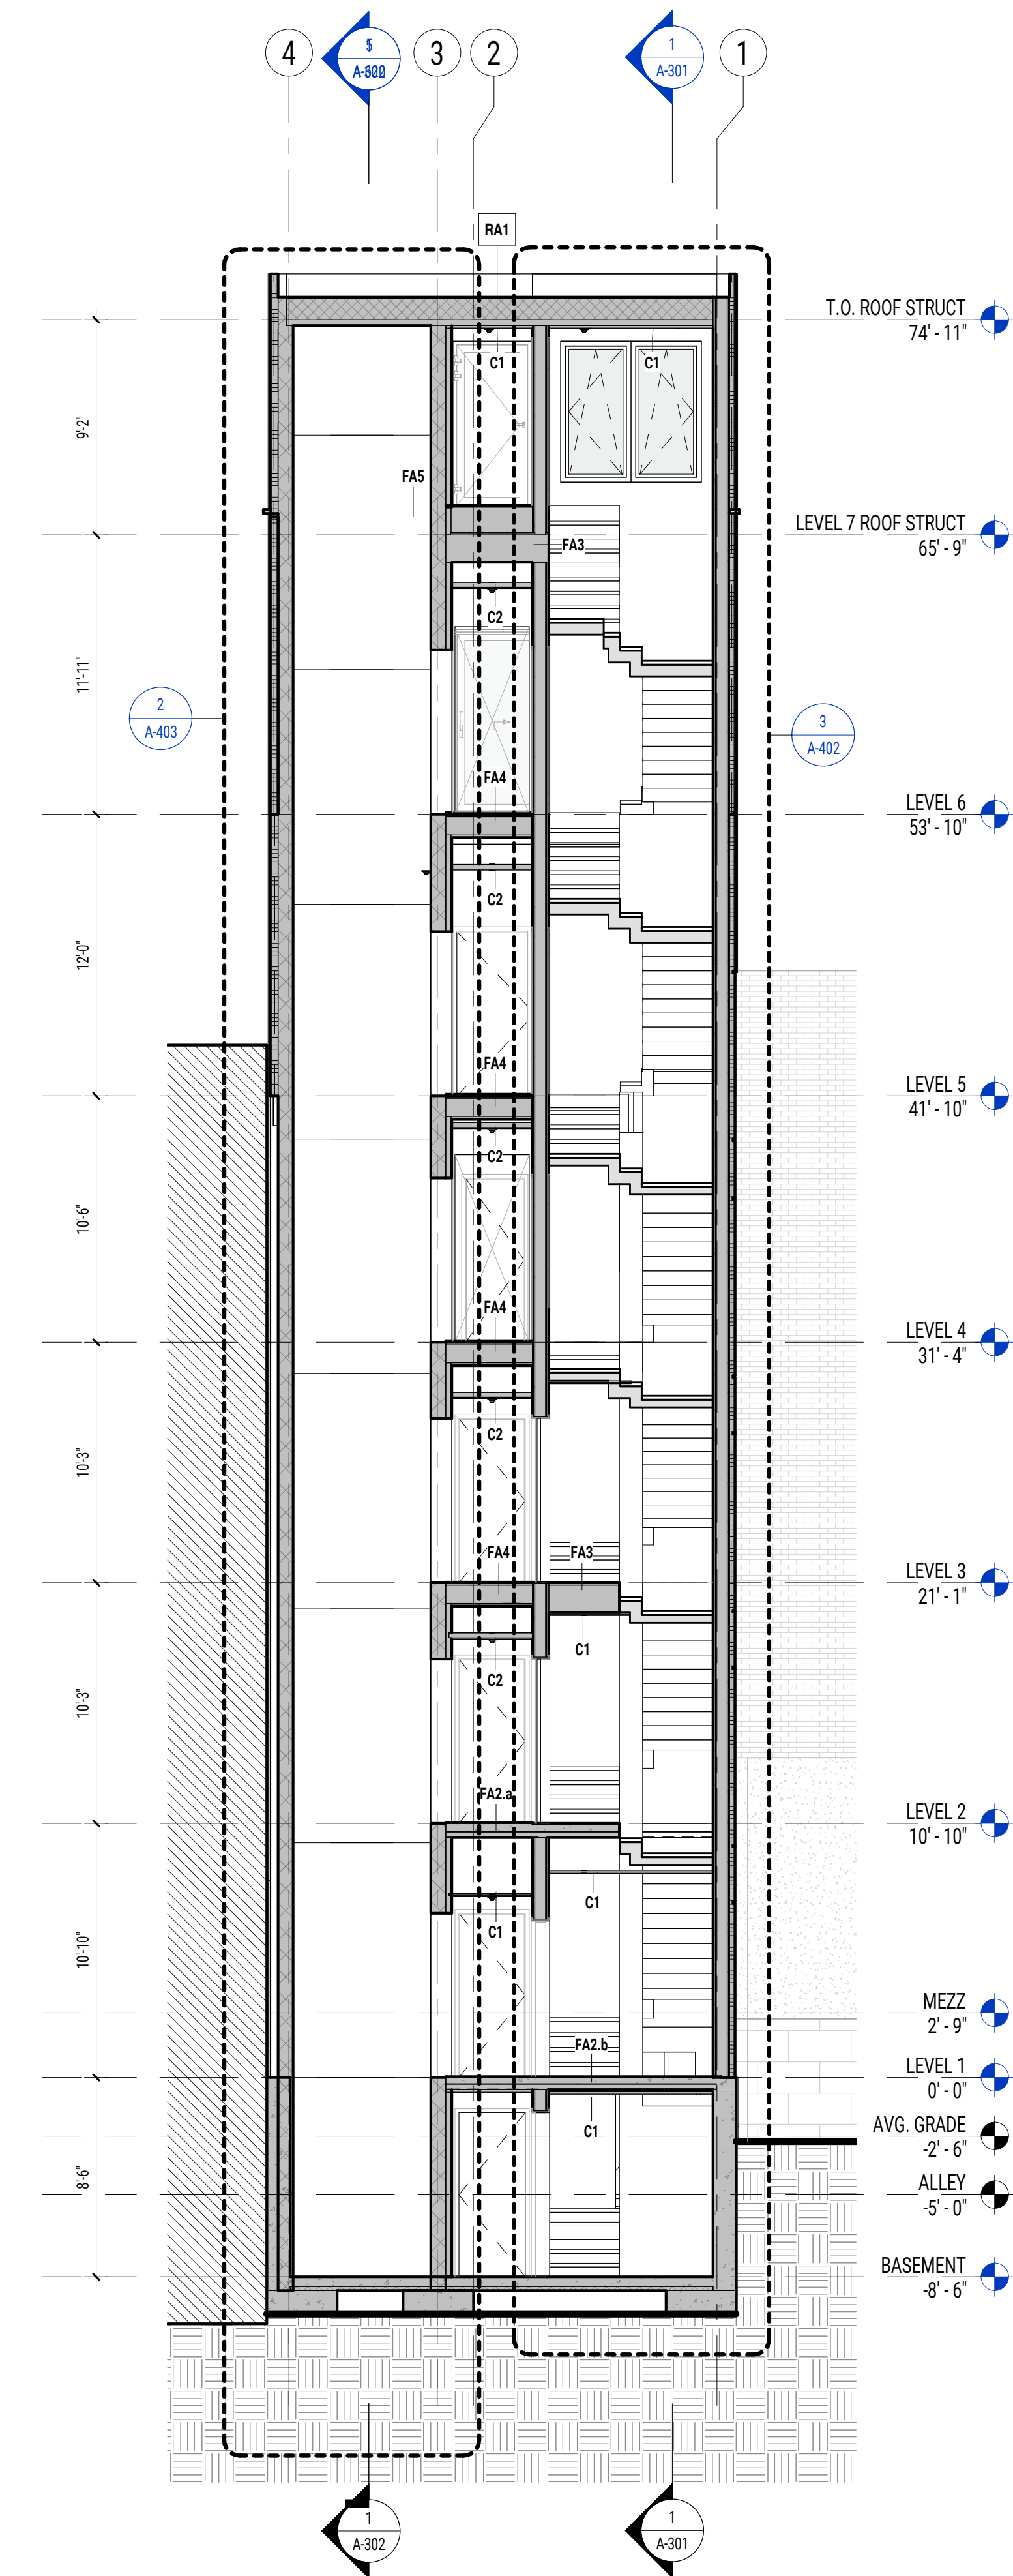 4
3
2
1
1
A-301
RA1
T.O. ROOF STRUCT
74' - 11"
C1
C1
9'-2"
FA5
LEVEL 7 ROOF STRUCT
65' - 9"
FA3
C2
11'-11"
2
A-403
3
A-402
FA4
LEVEL 6
53' - 10"
C2
12'-0"
FA4
LEVEL 5
41' - 10"
C2
10'-6"
FA4
LEVEL 4
31' - 4"
C2
10'-3"
FA4
FA3
LEVEL 3
21' - 1"
C1
C2
10'-3"
FA2.a
LEVEL 2
10' - 10"
C1
C1
10'-10"
MEZZ
2' - 9"
FA2.b
LEVEL 1
0' - 0"
C1
AVG. GRADE
-2' - 6"
8'-6"
ALLEY
-5' - 0"
BASEMENT
-8' - 6"
1
A-302
1
A-301